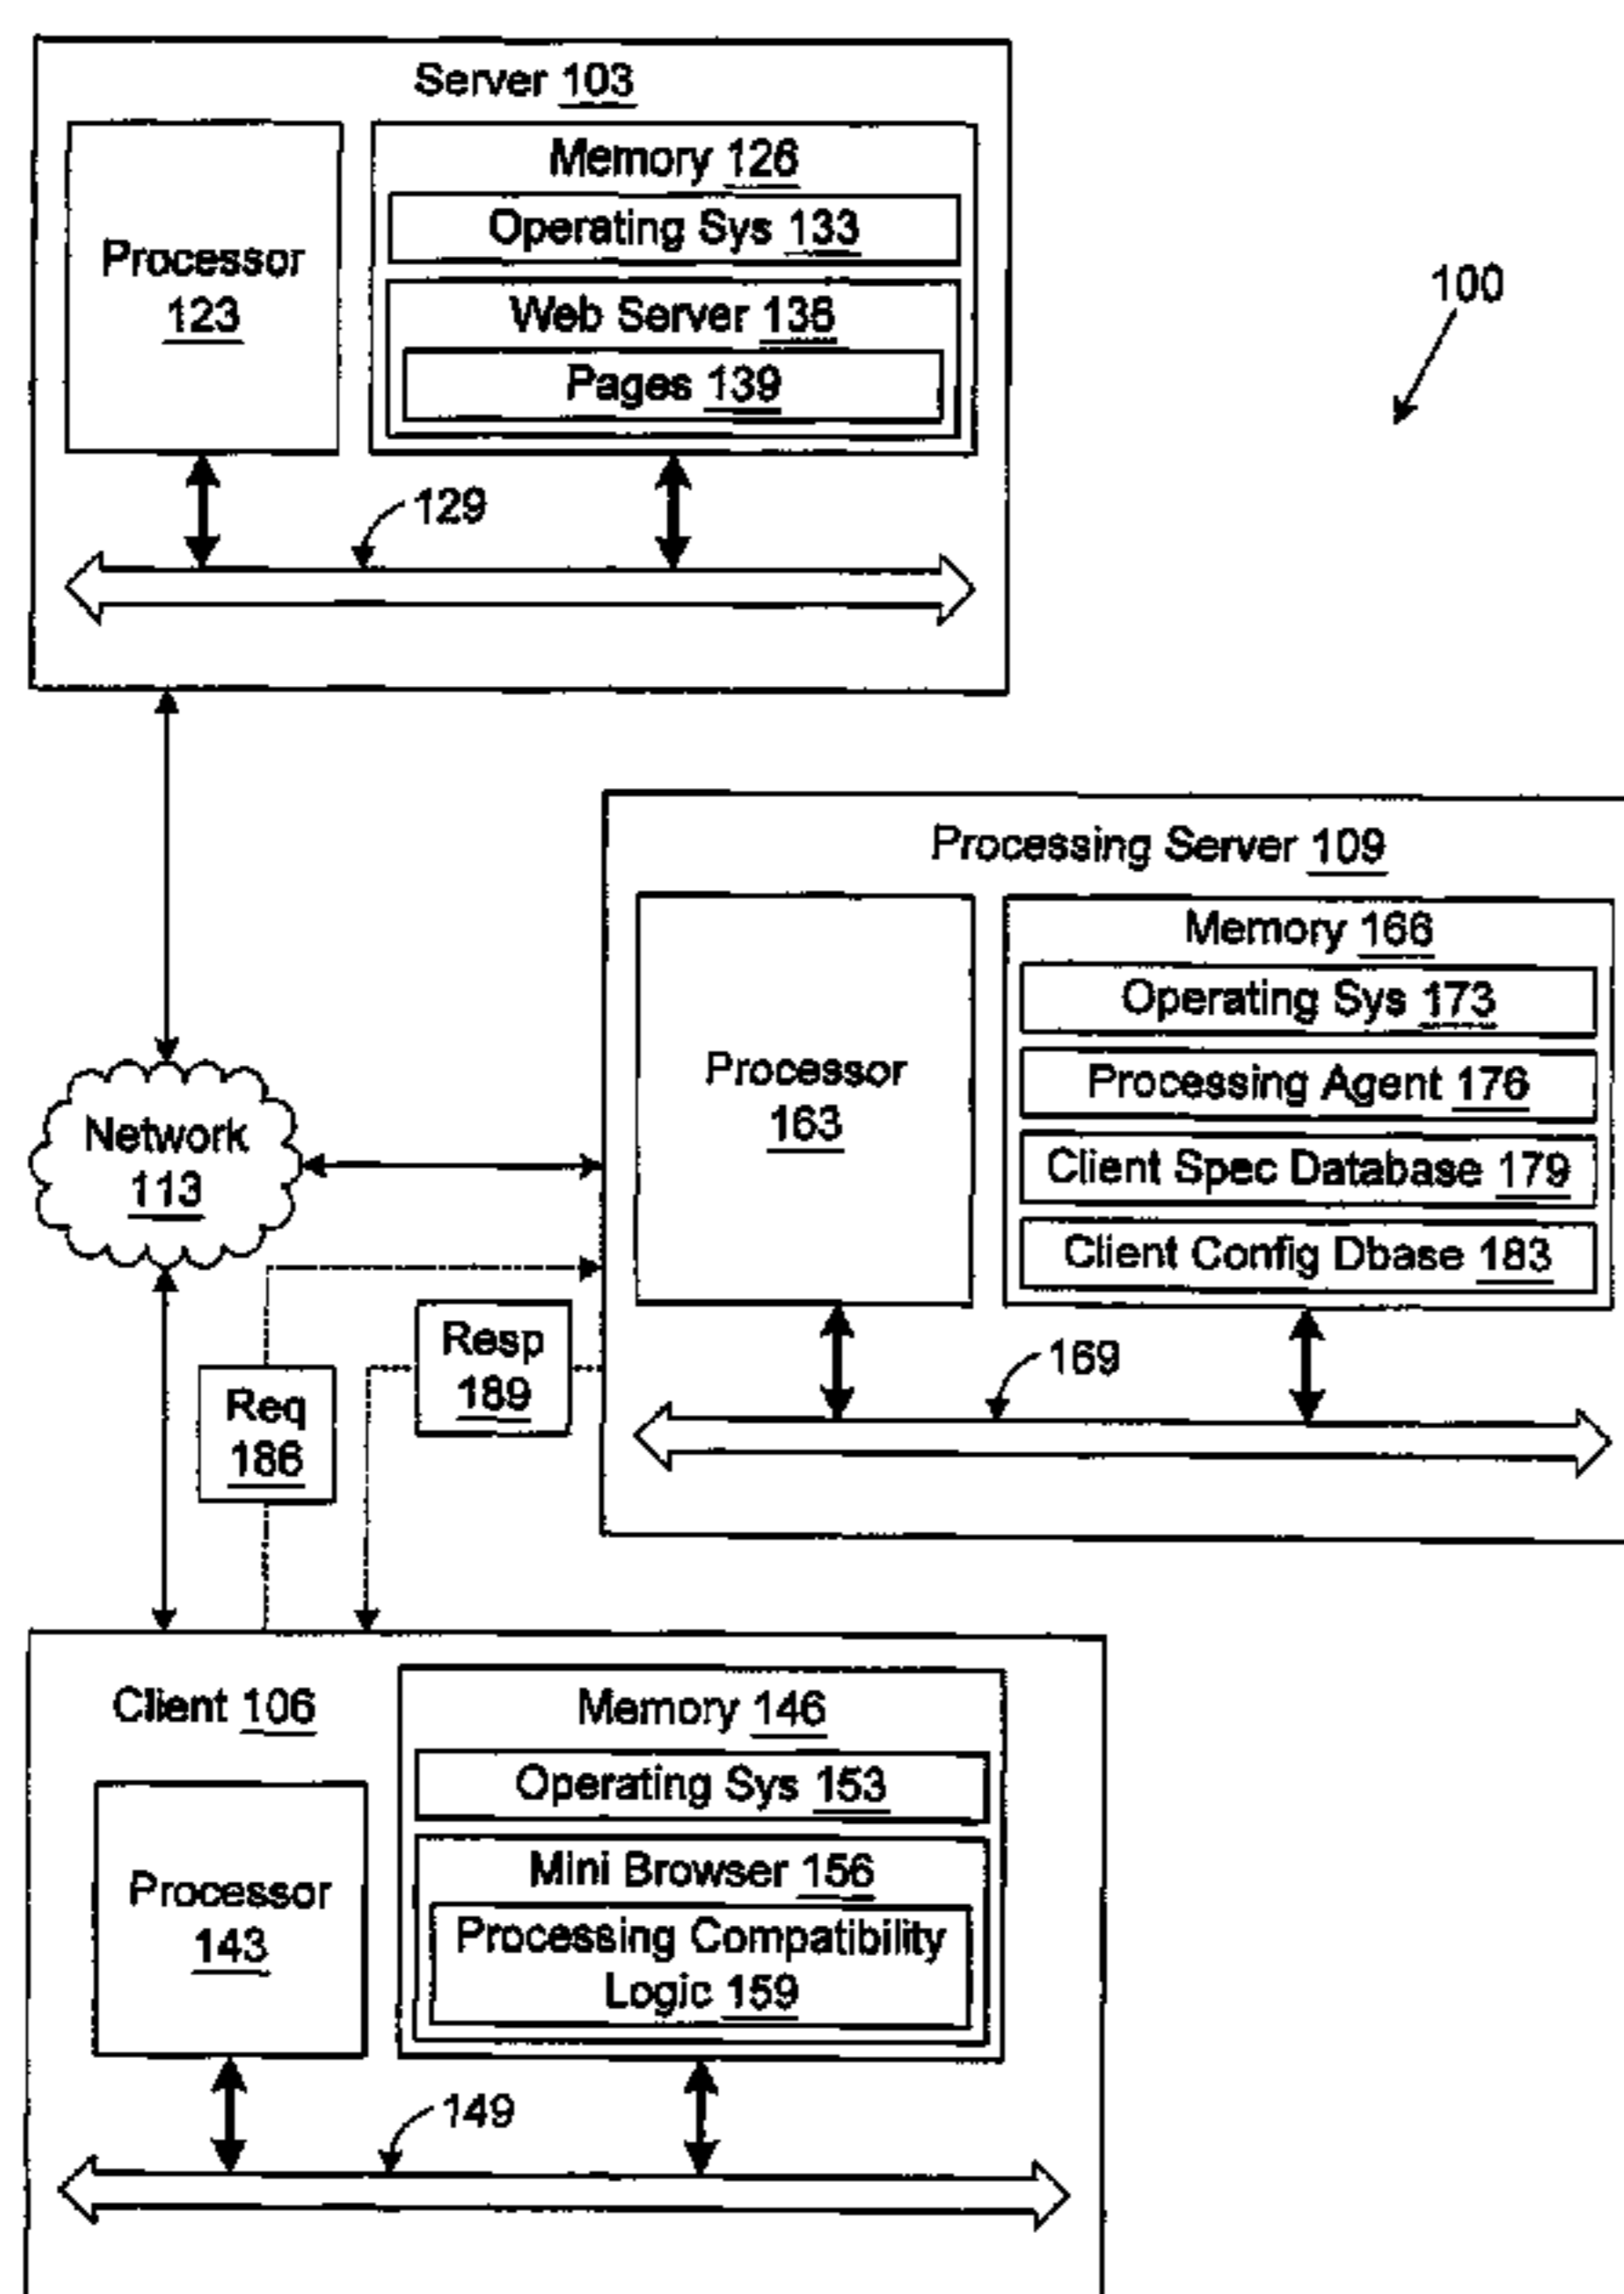 Server 103
Memory 126
Operating Sys 133
Processor
123
Web Server 136
Pages 139
100
129
Processing Server 109
Memory 166
Operating Sys 173
Processor
163
Processing Agent 176
Client Spec Database 179
Client Config Dbase 183
Network
113
Resp
189
169
Req
186
Client 106
Memory 146
Operating Sys 153
Mini Browser 156
Processor
143
Processing Compatibility
Logic 159
149